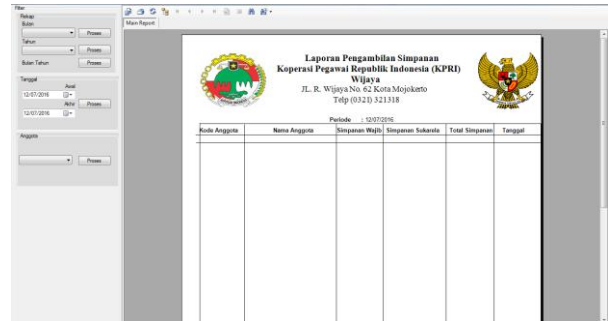 Filter
Rekap
Bulan
Proses
Tahun
Proses
Bulan Tahun
Proses
Tanggal
Awal
12/07/2016
Akhir
Proses
12/07/2016
Anggota
Proses
Main Report
Laporan Pengambilan Simpanan
Koperasi Pegawai Republik Indonesia (KPRI)
Wijaya
JL. R. Wijaya No. 62 Kota Mojokerto
Telp (0321) 321318
Periode : 12/07/2016
Kode Anggota Nama Anggota Simpanan Wajib Simpanan Sukarela Total Simpanan Tanggal